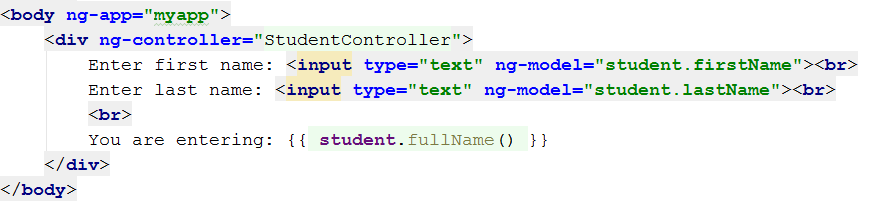 <body ng-app="myapp">
<div ng-controller="StudentController">
Enter first name: <input type="text" ng-model="student.firstName"><br>
Enter last name: <input type="text" ng-model="student.lastName"><br>
<br>
You are entering: {{ student.fullName() }}
</div>
</body>